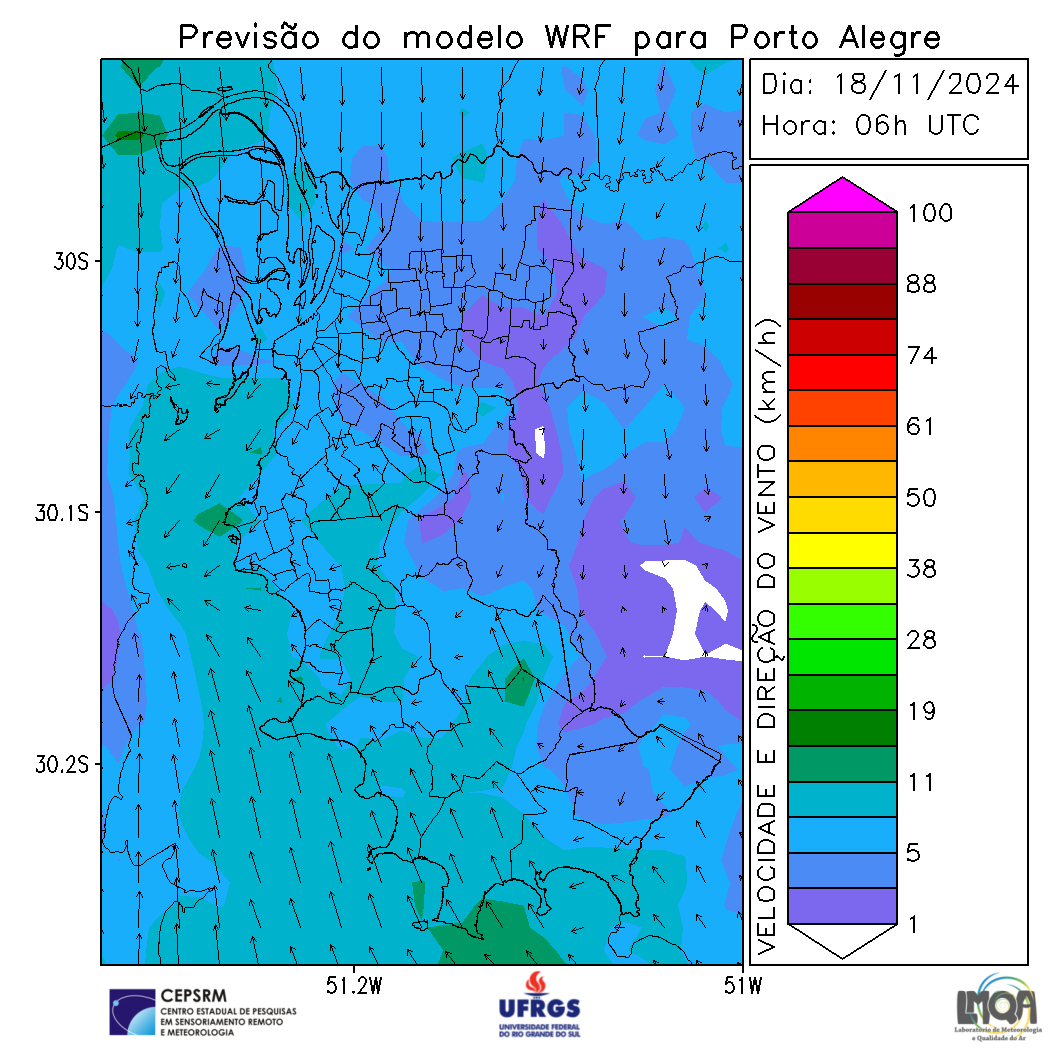 Previsão do modelo WRF para Porto Alegre
Dia: 18/11/2024
Hora: 06h UTC
30S
30.1S
30.2S
51.2W
51W
VELOCIDADE E DIREÇÃO DO VENTO (km/h)
100
88
74
61
50
38
28
19
11
5
1
CEPSRM
CENTRO ESTADUAL DE PESQUISAS
EM SENSORIAMENTO REMOTO
E METEOROLOGIA
UFRGS
UNIVERSIDADE FEDERAL
DO RIO GRANDE DO SUL
LMQA
Laboratório de Meteorologia
e Qualidade do Ar